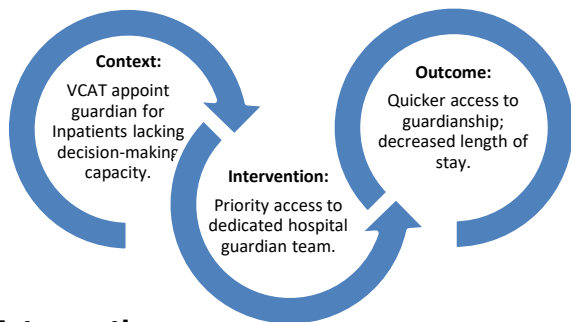 Context:
VCAT appoint
guardian for
Inpatients lacking
decision-making
capacity.
Intervention:
Priority access to
dedicated hospital
guardian team.
Outcome:
Quicker access to
guardianship;
decreased length of
stay.